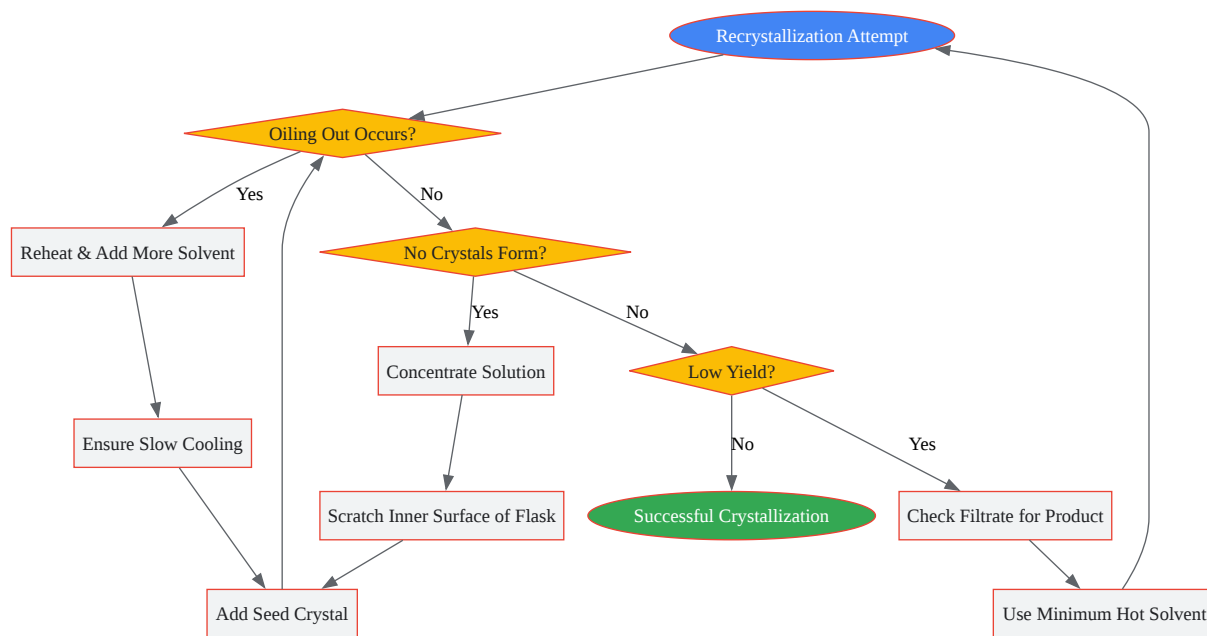 Recrystallization Attempt
Oiling Out Occurs?
Yes
No
Reheat & Add More Solvent
No Crystals Form?
Yes
No
Concentrate Solution
Low Yield?
Ensure Slow Cooling
No
Yes
Scratch Inner Surface of Flask
Successful Crystallization
Check Filtrate for Product
Add Seed Crystal
Use Minimum Hot Solvent